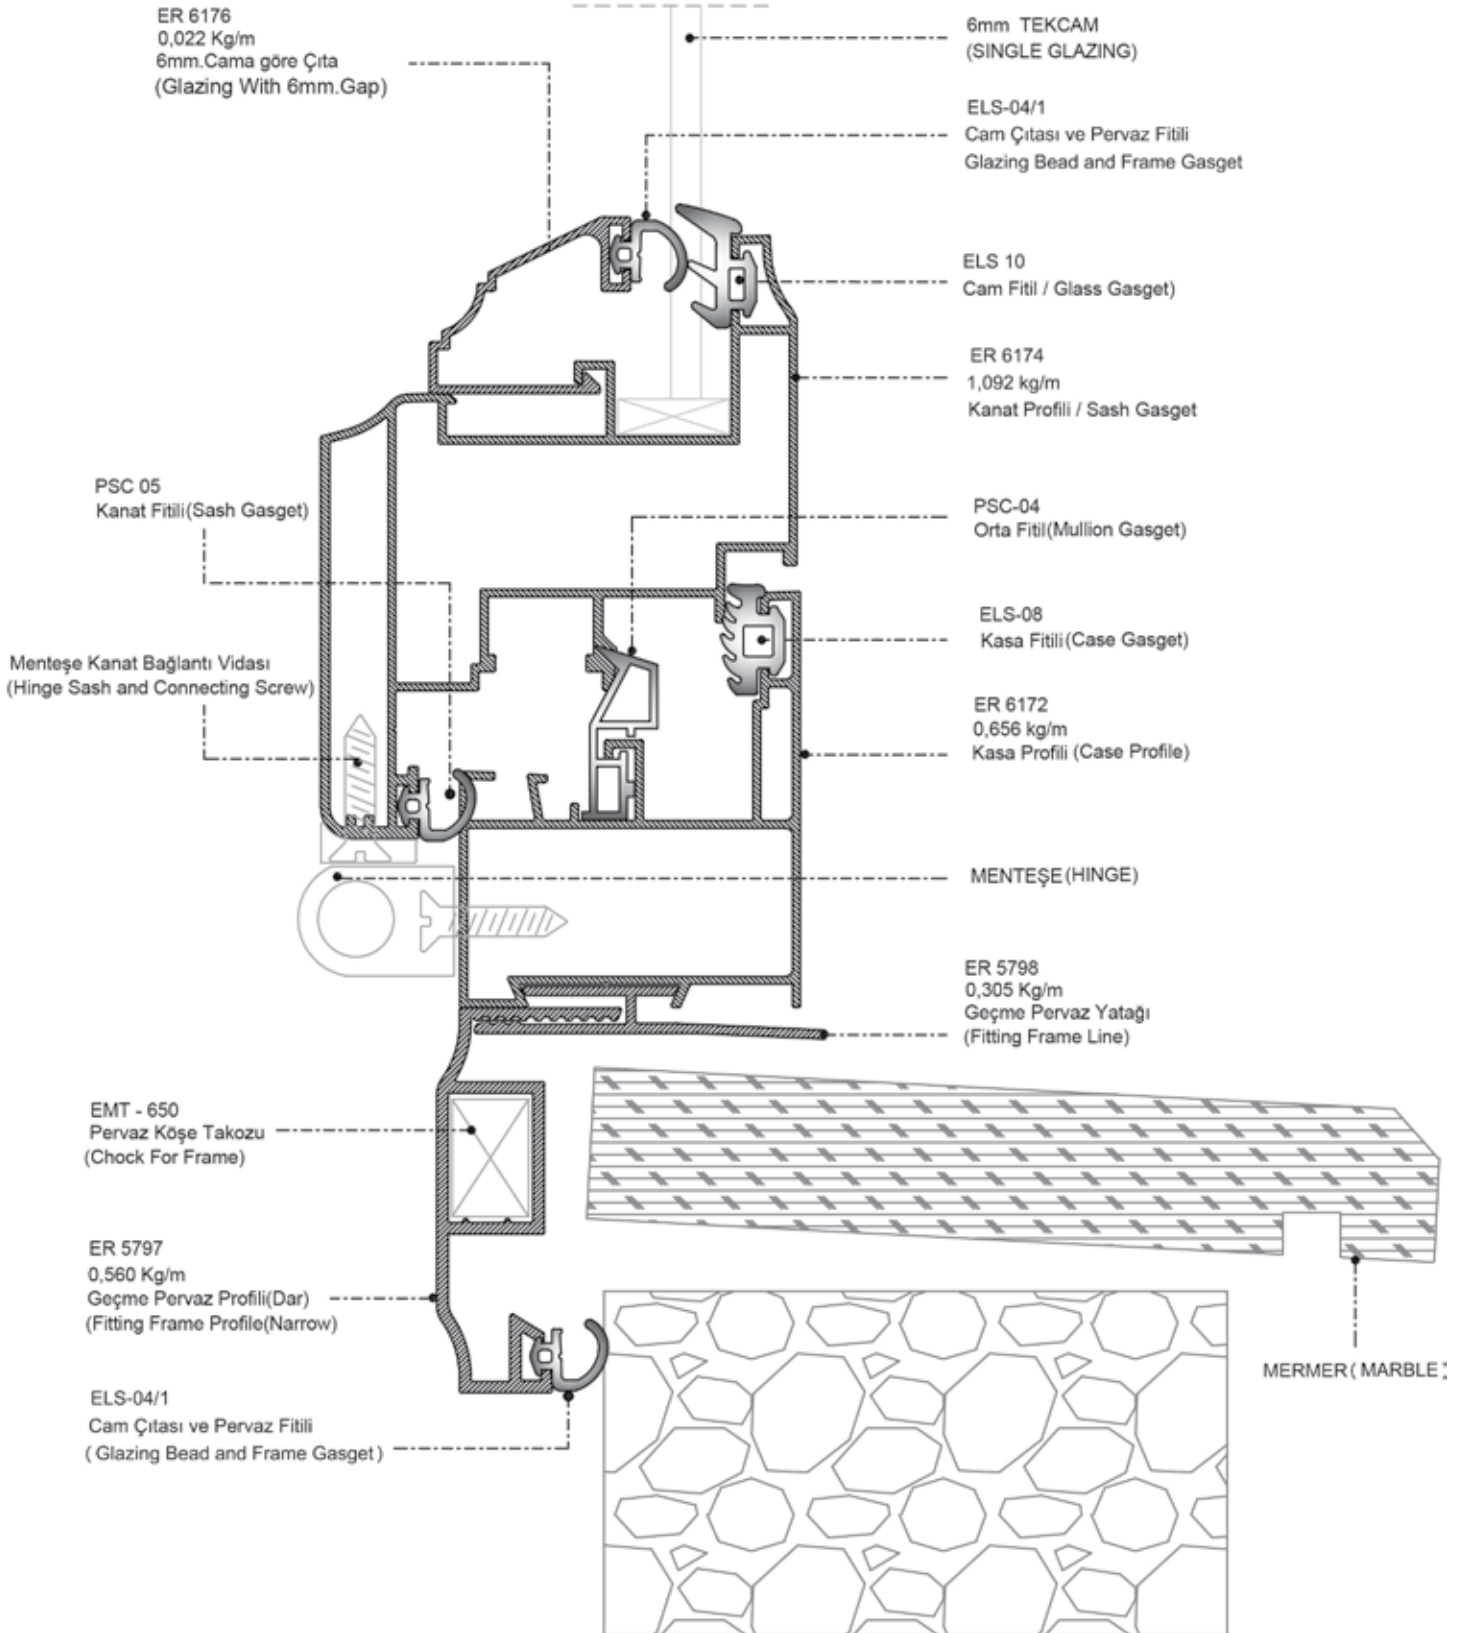 ER 6176
0,022 Kg/m
6mm.Cama göre Çıta
(Glazing With 6mm.Gap)
6mm TEKCAM
(SINGLE GLAZING)
ELS-04/1
Cam Çıtası ve Pervaz Fitili
Glazing Bead and Frame Gasget
ELS 10
Cam Fitil / Glass Gasget)
ER 6174
1,092 kg/m
Kanat Profili / Sash Gasget
PSC 05
Kanat Fitili(Sash Gasget)
PSC-04
Orta Fitil(Mullion Gasget)
ELS-08
Kasa Fitili(Case Gasget)
Menteşe Kanat Bağlantı Vidası
(Hinge Sash and Connecting Screw)
ER 6172
0,656 kg/m
Kasa Profili (Case Profile)
MENTEŞE(HINGE)
ER 5798
0,305 Kg/m
Geçme Pervaz Yatağı
(Fitting Frame Line)
EMT - 650
Pervaz Köşe Takozu
(Chock For Frame)
ER 5797
0,560 Kg/m
Geçme Pervaz Profili(Dar)
(Fitting Frame Profile(Narrow)
MERMER( MARBLE)
ELS-04/1
Cam Çıtası ve Pervaz Fitili
( Glazing Bead and Frame Gasget )